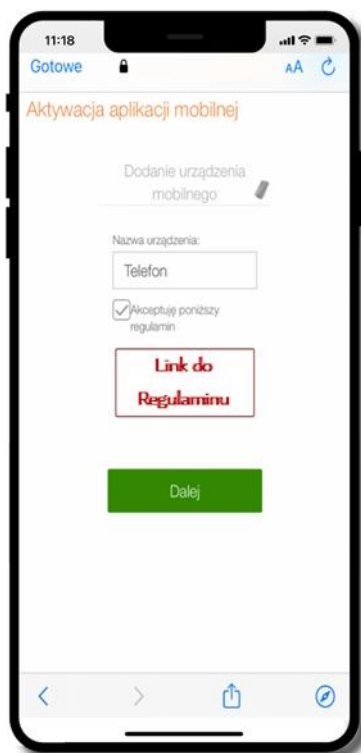 11:18
Gotowe AA
Aktywacja aplikacji mobilnej
Dodanie urządzenia
mobilnego
Nazwa urządzenia:
Telefon
Akceptuję poniższy
regulamin
Link do
Regulaminu
Dalej